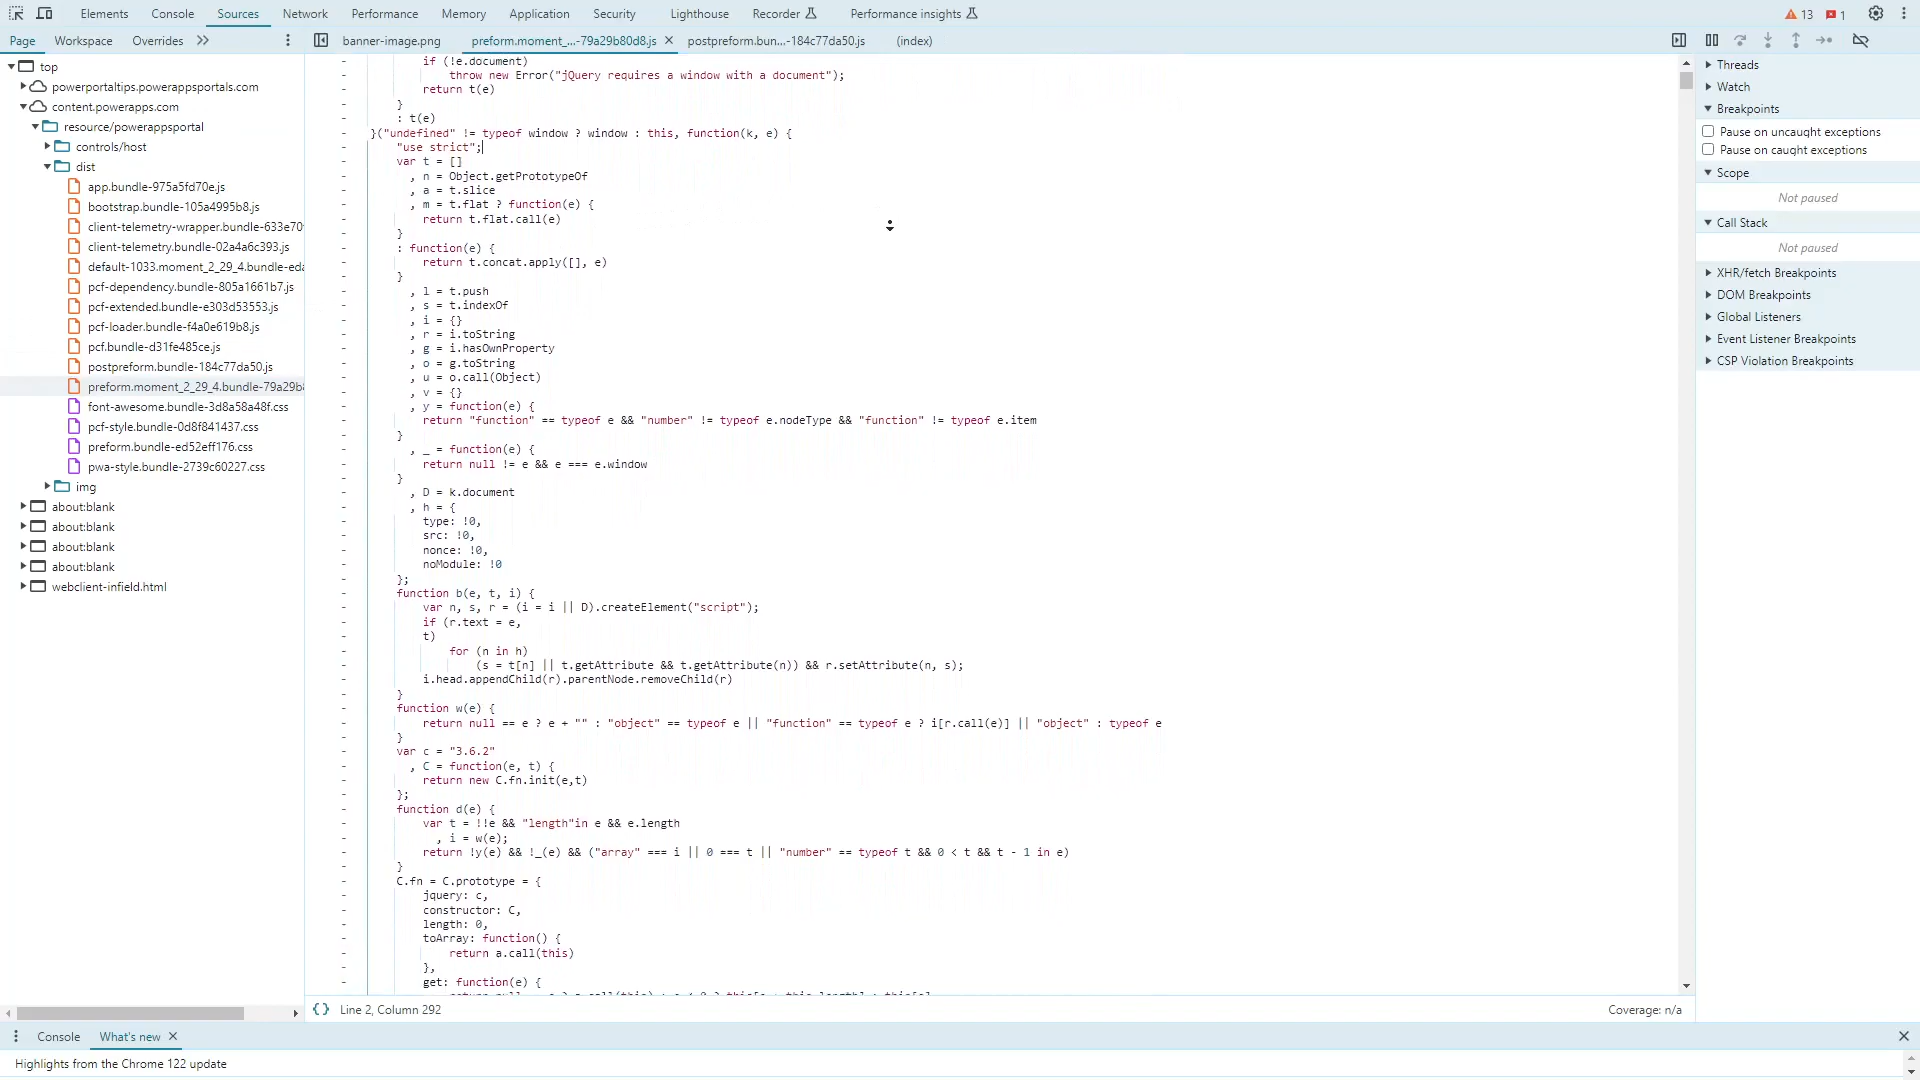 Elements Console Sources Network Performance Memory Application Security Lighthouse Recorder Performance insights 13 1
Page Workspace Overrides banner-image.png preform.moment_...-79a29b80d8.js postpreform.bun...-184c77da50.js (index)
top
powerportaltips.powerappsportals.com
content.powerapps.com
resource/powerappsportal
controls/host
dist
app.bundle-975a5fd70e.js
bootstrap.bundle-105a4995b8.js
client-telemetry-wrapper.bundle-633e70
client-telemetry.bundle-02a4a6c393.js
default-1033.moment_2_29_4.bundle-eda
pcf-dependency.bundle-805a1661b7.js
pcf-extended.bundle-e303d53553.js
pcf-loader.bundle-f4a0e619b8.js
pcf.bundle-d31fe485ce.js
postpreform.bundle-184c77da50.js
preform.moment_2_29_4.bundle-79a29b8
font-awesome.bundle-3d8a58a48f.css
pcf-style.bundle-0d8f841437.css
preform.bundle-ed52eff176.css
pwa-style.bundle-2739c60227.css
img
about:blank
about:blank
about:blank
about:blank
webclient-infield.html
if (!e.document)
throw new Error("jQuery requires a window with a document");
return t(e)
}
: t(e)
}("undefined" != typeof window ? window : this, function(k, e) {
"use strict";
var t = []
, n = Object.getPrototypeOf
, a = t.slice
, m = t.flat ? function(e) {
return t.flat.call(e)
}
: function(e) {
return t.concat.apply([], e)
}
, l = t.push
, s = t.indexOf
, i = {}
, r = i.toString
, g = i.hasOwnProperty
, o = g.toString
, u = o.call(Object)
, v = {}
, y = function(e) {
return "function" == typeof e && "number" != typeof e.nodeType && "function" != typeof e.item
}
, _ = function(e) {
return null != e && e === e.window
}
, D = k.document
, h = {
type: !0,
src: !0,
nonce: !0,
noModule: !0
};
function b(e, t, i) {
var n, s, r = (i = i || D).createElement("script");
if (r.text = e,
t)
for (n in h)
(s = t[n] || t.getAttribute && t.getAttribute(n)) && r.setAttribute(n, s);
i.head.appendChild(r).parentNode.removeChild(r)
}
function w(e) {
return null == e ? e + "" : "object" == typeof e || "function" == typeof e ? i[r.call(e)] || "object" : typeof e
}
var c = "3.6.2"
, C = function(e, t) {
return new C.fn.init(e,t)
};
function d(e) {
var t = !!e && "length"in e && e.length
, i = w(e);
return !y(e) && !_(e) && ("array" === i || 0 === t || "number" == typeof t && 0 < t && t - 1 in e)
}
C.fn = C.prototype = {
jquery: c,
constructor: C,
length: 0,
toArray: function() {
return a.call(this)
},
get: function(e) {
Line 2, Column 292 Coverage: n/a
Threads
Watch
Breakpoints
Pause on uncaught exceptions
Pause on caught exceptions
Scope
Not paused
Call Stack
Not paused
XHR/fetch Breakpoints
DOM Breakpoints
Global Listeners
Event Listener Breakpoints
CSP Violation Breakpoints
Console What's new
Highlights from the Chrome 122 update